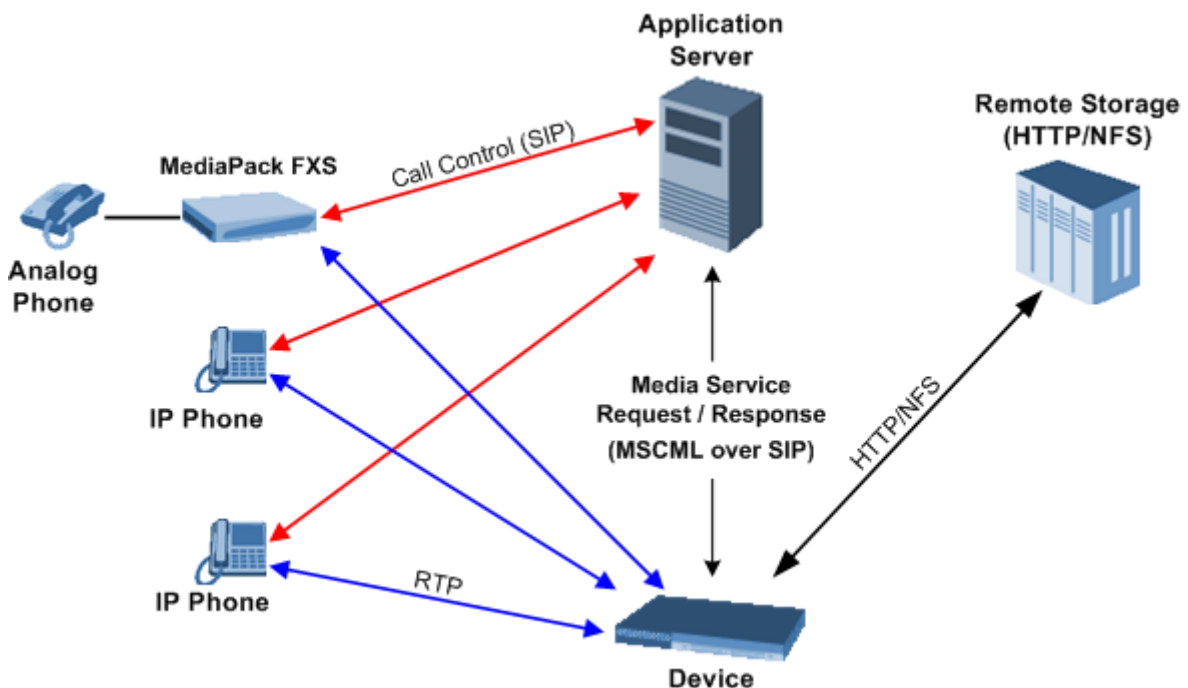 Application
Server
Remote Storage
(HTTP/NFS)
MediaPack FXS
Call Control (SIP)
Analog
Phone
IP Phone
Media Service
Request / Response
(MSCML over SIP)
HTTP/NFS
IP Phone
RTP
Device